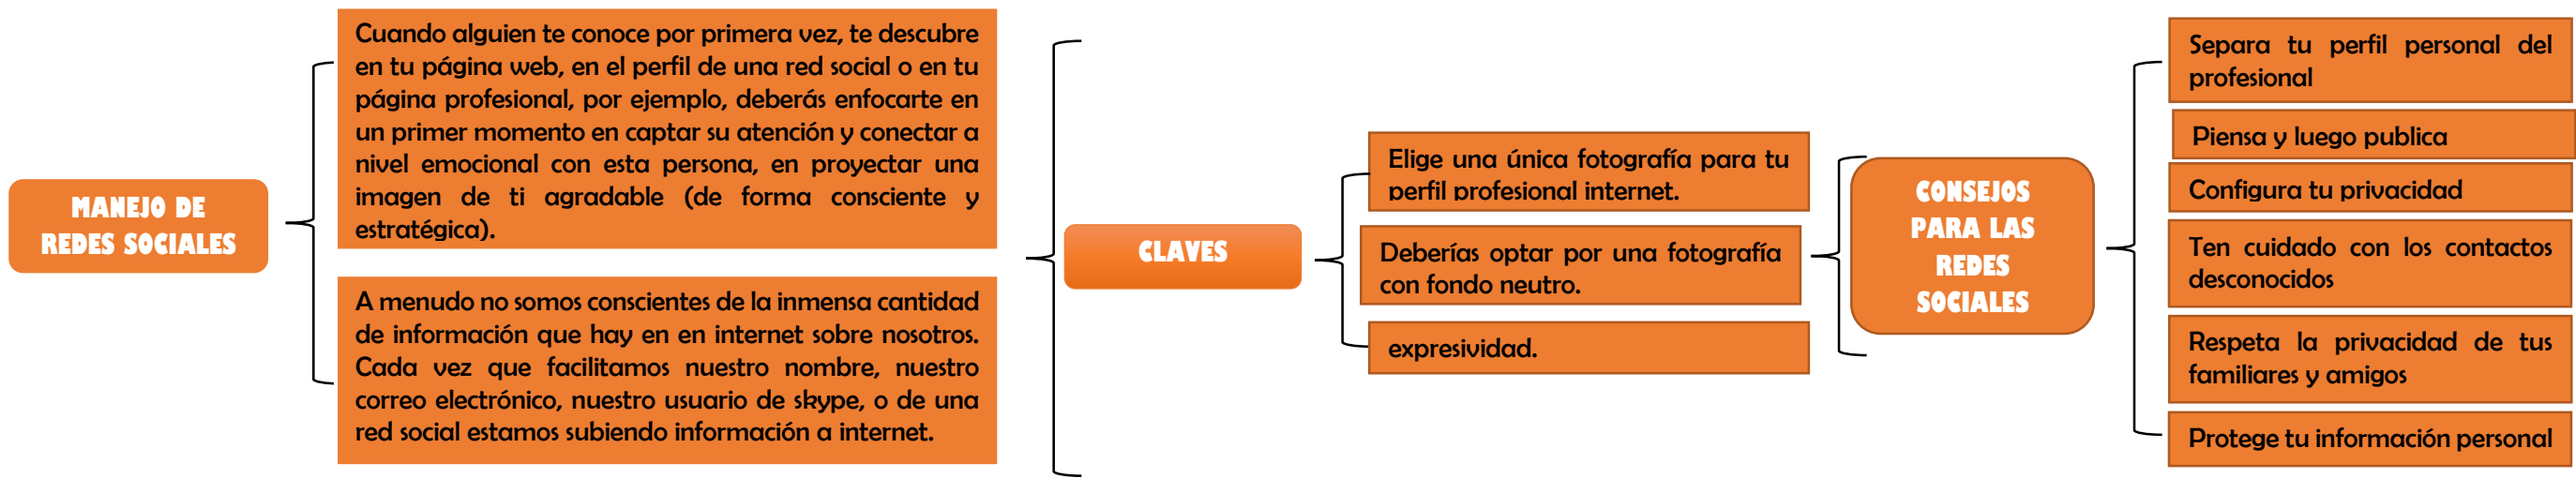 MANEJO DE
REDES SOCIALES
Cuando alguien te conoce por primera vez, te descubre
en tu página web, en el perfil de una red social o en tu
página profesional, por ejemplo, deberás enfocarte en
un primer momento en captar su atención y conectar a
nivel emocional con esta persona, en proyectar una
imagen de ti agradable (de forma consciente y
estratégica).
A menudo no somos conscientes de la inmensa cantidad
de información que hay en en internet sobre nosotros.
Cada vez que facilitamos nuestro nombre, nuestro
correo electrónico, nuestro usuario de skype, o de una
red social estamos subiendo información a internet.
CLAVES
Elige una única fotografía para tu
perfil profesional internet.
Deberías optar por una fotografía
con fondo neutro.
expresividad.
CONSEJOS
PARA LAS
REDES
SOCIALES
Separa tu perfil personal del
profesional
Piensa y luego publica
Configura tu privacidad
Ten cuidado con los contactos
desconocidos
Respeta la privacidad de tus
familiares y amigos
Protege tu información personal